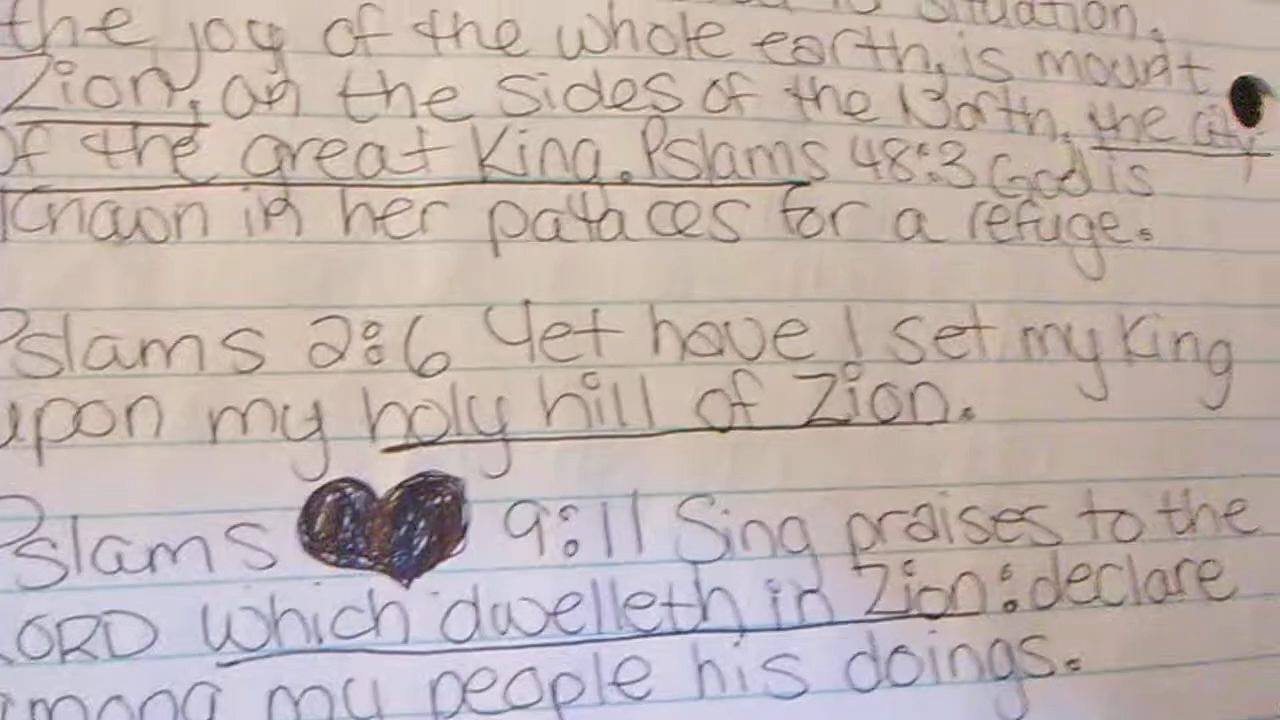 situation,
the joy of the whole earth, is mount
Zion, on the sides of the North, the city
of the great King. Pslams 48:3 God is
known in her palaces for a refuge.
Pslams 2:6 Yet have I set my King
upon my holy hill of Zion.
Pslams 9:11 Sing praises to the
LORD which dwelleth in Zion: declare
among my people his doings.